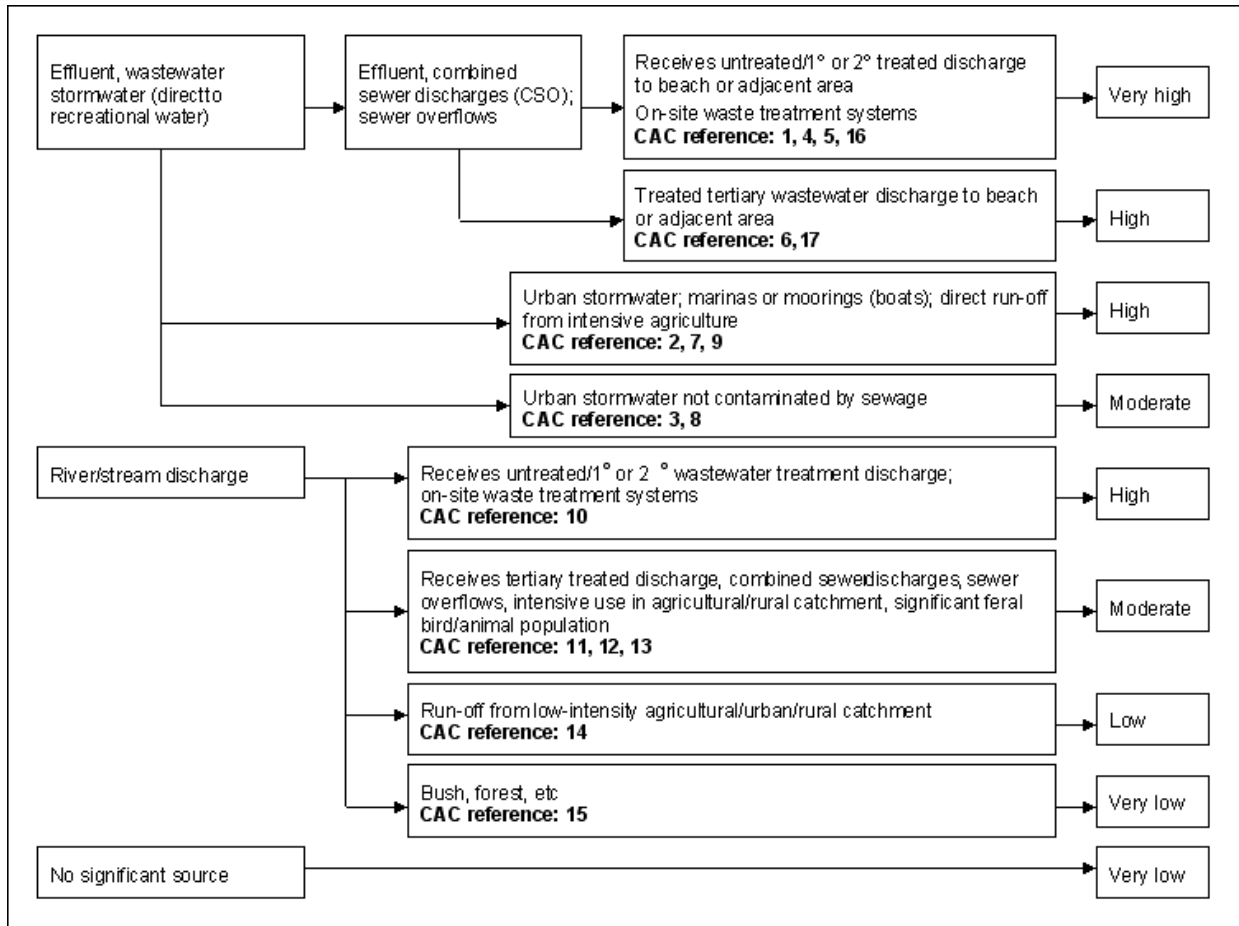 Effluent, wastewater
stormwater (direct to
recreational water)
Effluent, combined
sewer discharges (CSO);
sewer overflows
Receives untreated/1° or 2° treated discharge
to beach or adjacent area
On-site waste treatment systems
CAC reference: 1, 4, 5, 16
Very high
Treated tertiary wastewater discharge to beach
or adjacent area
CAC reference: 6, 17
High
Urban stormwater; marinas or moorings (boats); direct run-off
from intensive agriculture
CAC reference: 2, 7, 9
High
Urban stormwater not contaminated by sewage
CAC reference: 3, 8
Moderate
River/stream discharge
Receives untreated/1° or 2 ° wastewater treatment discharge;
on-site waste treatment systems
CAC reference: 10
High
Receives tertiary treated discharge, combined sewer discharges, sewer
overflows, intensive use in agricultural/rural catchment, significant feral
bird/animal population
CAC reference: 11, 12, 13
Moderate
Run-off from low-intensity agricultural/urban/rural catchment
CAC reference: 14
Low
Bush, forest, etc
CAC reference: 15
Very low
No significant source
Very low